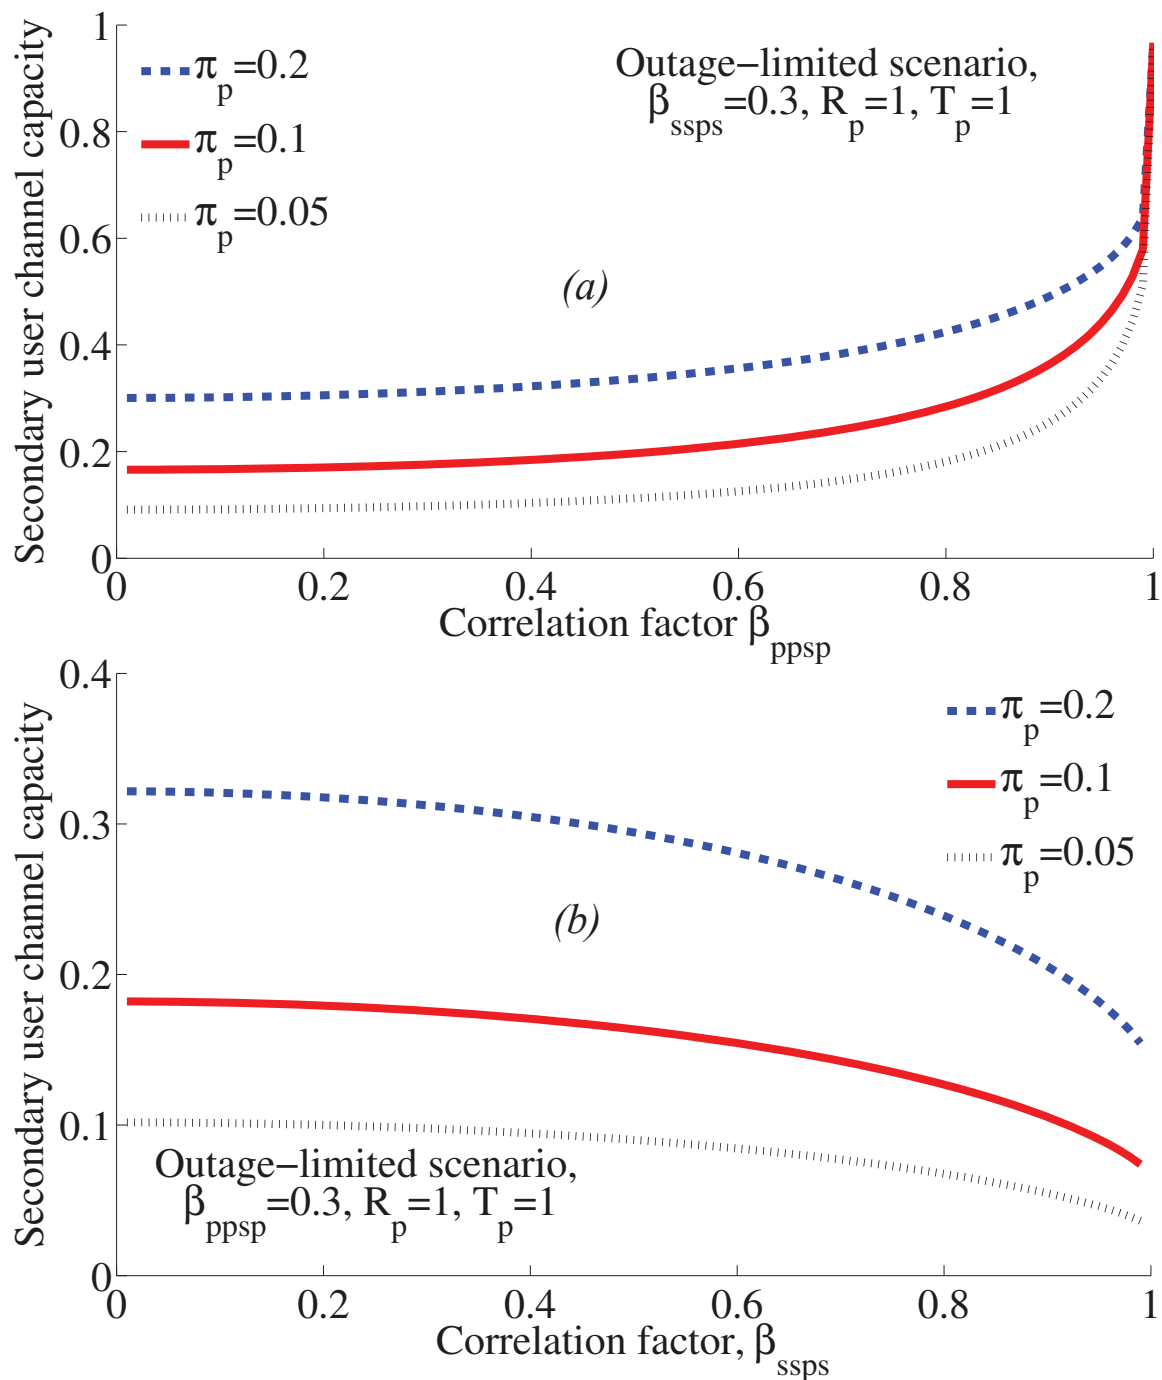 Secondary user channel capacity
1
0.8
0.6
0.4
0.2
0
π_p=0.2
π_p=0.1
π_p=0.05
Outage−limited scenario,
β_ssps=0.3, R_p=1, T_p=1
(a)
0 0.2 0.4 0.6 0.8 1
Correlation factor β_ppsp
Secondary user channel capacity
0.4
0.3
0.2
0.1
0
π_p=0.2
π_p=0.1
π_p=0.05
(b)
Outage−limited scenario,
β_ppsp=0.3, R_p=1, T_p=1
0 0.2 0.4 0.6 0.8 1
Correlation factor, β_ssps